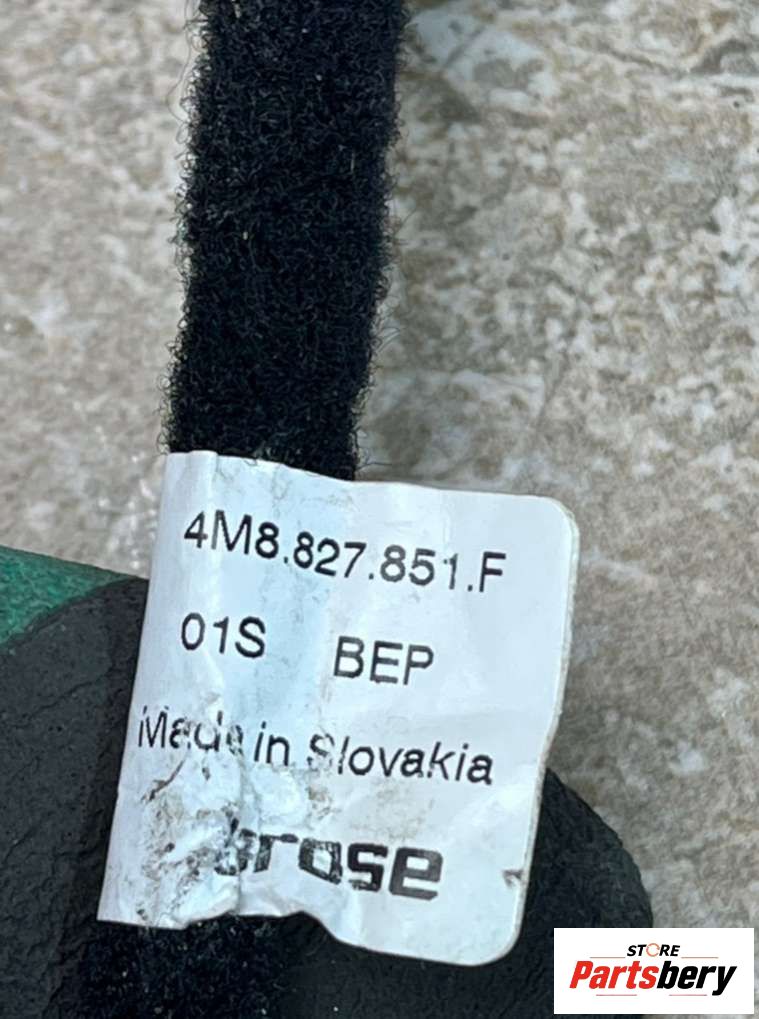 4M8.827.851.F
01S BEP
Made in Slovakia
brose
STORE
Partsbery